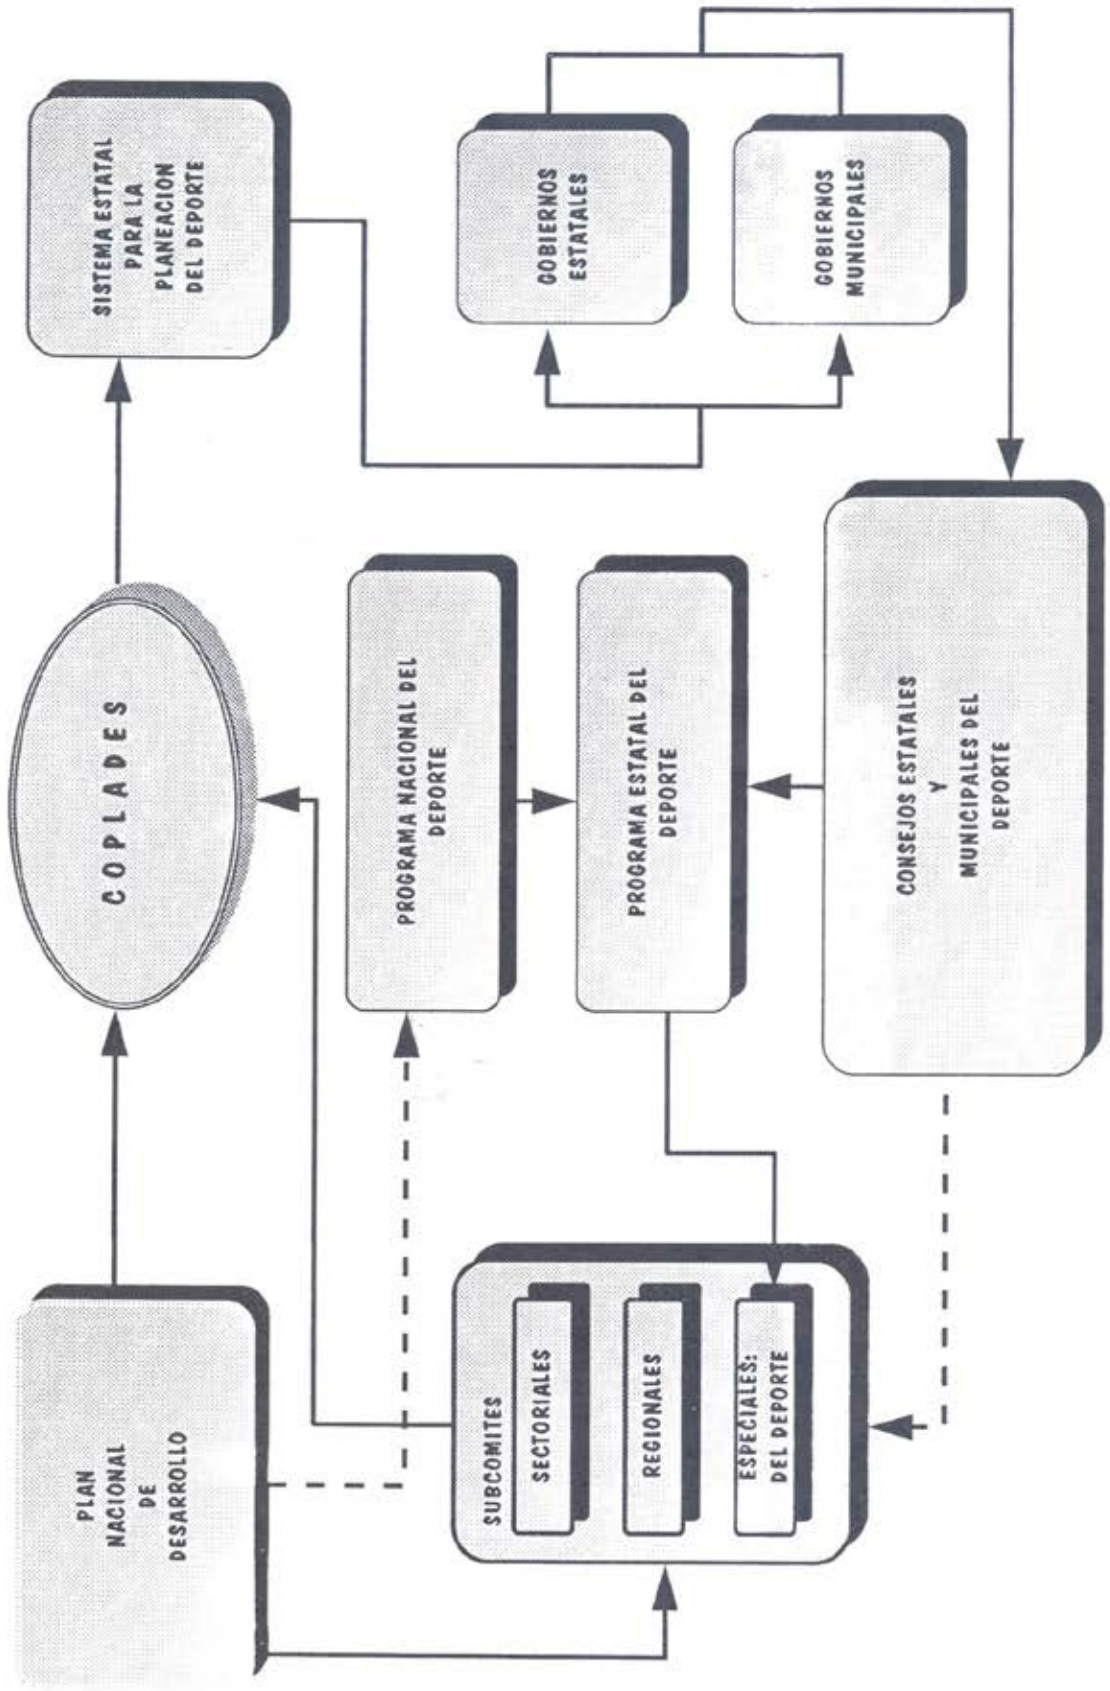 PLAN
NACIONAL
DE
DESARROLLO
COPLADES
SISTEMA ESTATAL
PARA LA
PLANEACION
DEL DEPORTE
PROGRAMA NACIONAL DEL
DEPORTE
SUBCOMITES
SECTORIALES
REGIONALES
ESPECIALES:
DEL DEPORTE
PROGRAMA ESTATAL DEL
DEPORTE
GOBIERNOS
ESTATALES
GOBIERNOS
MUNICIPALES
CONSEJOS ESTATALES
Y
MUNICIPALES DEL
DEPORTE